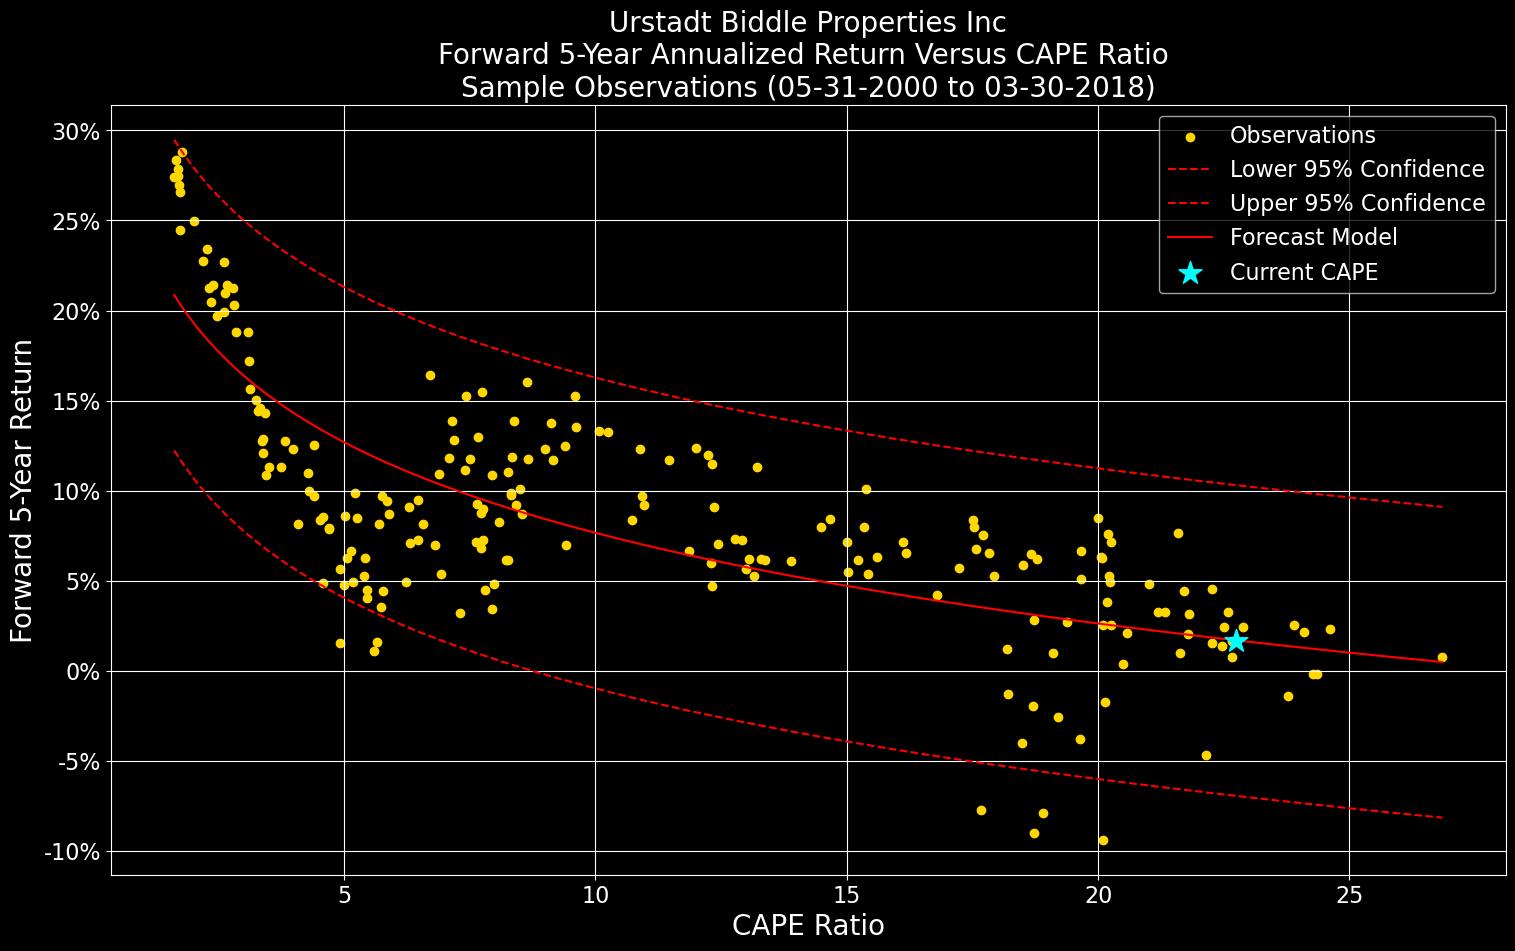 Urstadt Biddle Properties Inc
Forward 5-Year Annualized Return Versus CAPE Ratio
Sample Observations (05-31-2000 to 03-30-2018)
Observations
Lower 95% Confidence
Upper 95% Confidence
Forecast Model
Current CAPE
Forward 5-Year Return
30%
25%
20%
15%
10%
5%
0%
-5%
-10%
5 10 15 20 25
CAPE Ratio